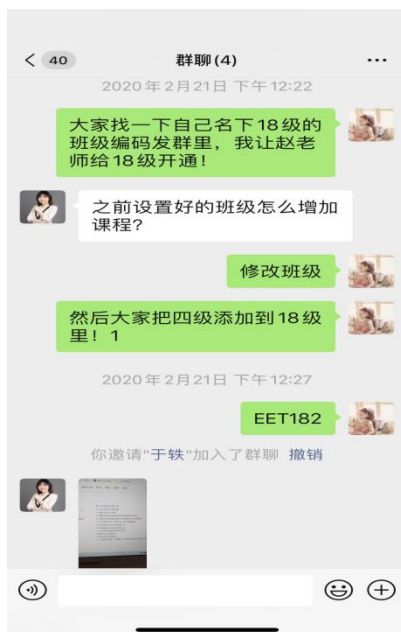 40
群聊(4)
2020年2月21日 下午12:22
大家找一下自己名下18级的
班级编码发群里，我让赵老
师给18级开通！
之前设置好的班级怎么增加
课程？
修改班级
然后大家把四级添加到18级
里！1
2020年2月21日 下午12:27
EET182
你邀请"于轶"加入了群聊 撤销